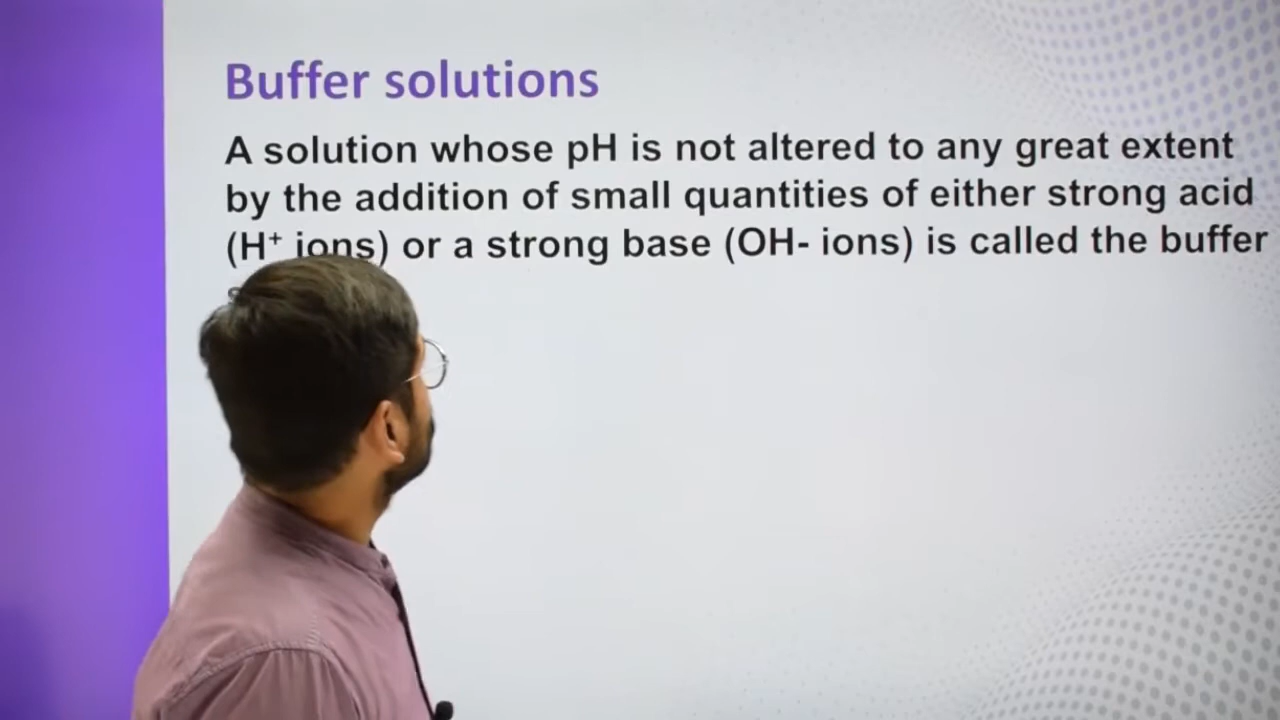 Buffer solutions
A solution whose pH is not altered to any great extent
by the addition of small quantities of either strong acid
(H⁺ ions) or a strong base (OH- ions) is called the buffer